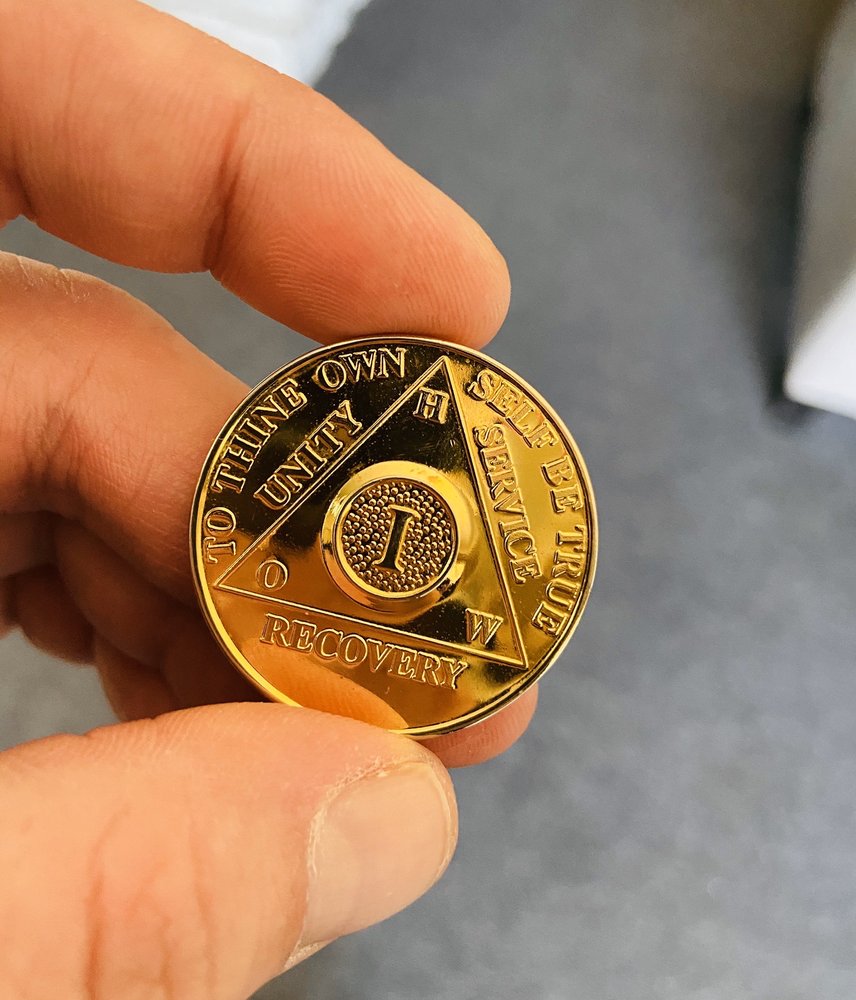 TO THINE OWN SELF BE TRUE
UNITY
SERVICE
RECOVERY
H
O
W
I